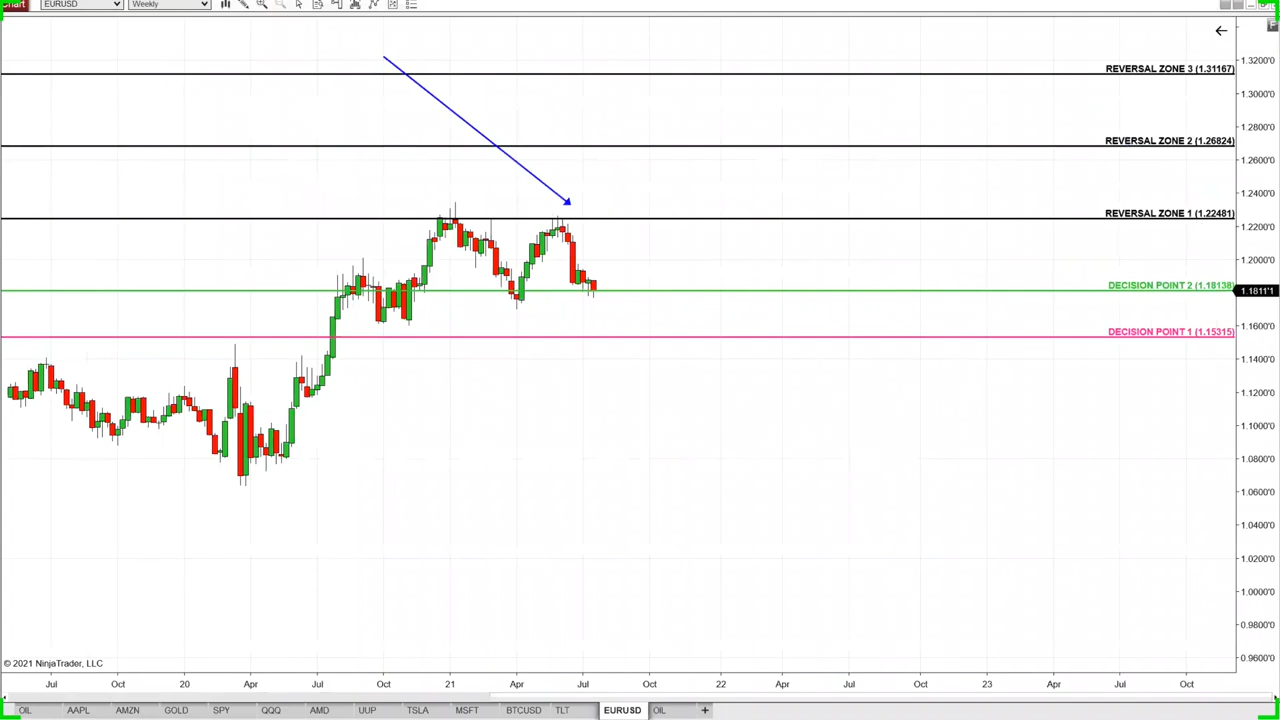 Chart EURUSD Weekly
F
1.3200'0
REVERSAL ZONE 3 (1.31167)
1.3000'0
1.2800'0
REVERSAL ZONE 2 (1.26824)
1.2600'0
1.2400'0
REVERSAL ZONE 1 (1.22481)
1.2200'0
1.2000'0
DECISION POINT 2 (1.18138)
1.1811'1
1.1600'0
DECISION POINT 1 (1.15315)
1.1400'0
1.1200'0
1.1000'0
1.0800'0
1.0600'0
1.0400'0
1.0200'0
1.0000'0
0.9800'0
0.9600'0
© 2021 NinjaTrader, LLC
Jul Oct 20 Apr Jul Oct 21 Apr Jul Oct 22 Apr Jul Oct 23 Apr Jul Oct
OIL AAPL AMZN GOLD SPY QQQ AMD UUP TSLA MSFT BTCUSD TLT EURUSD OIL +